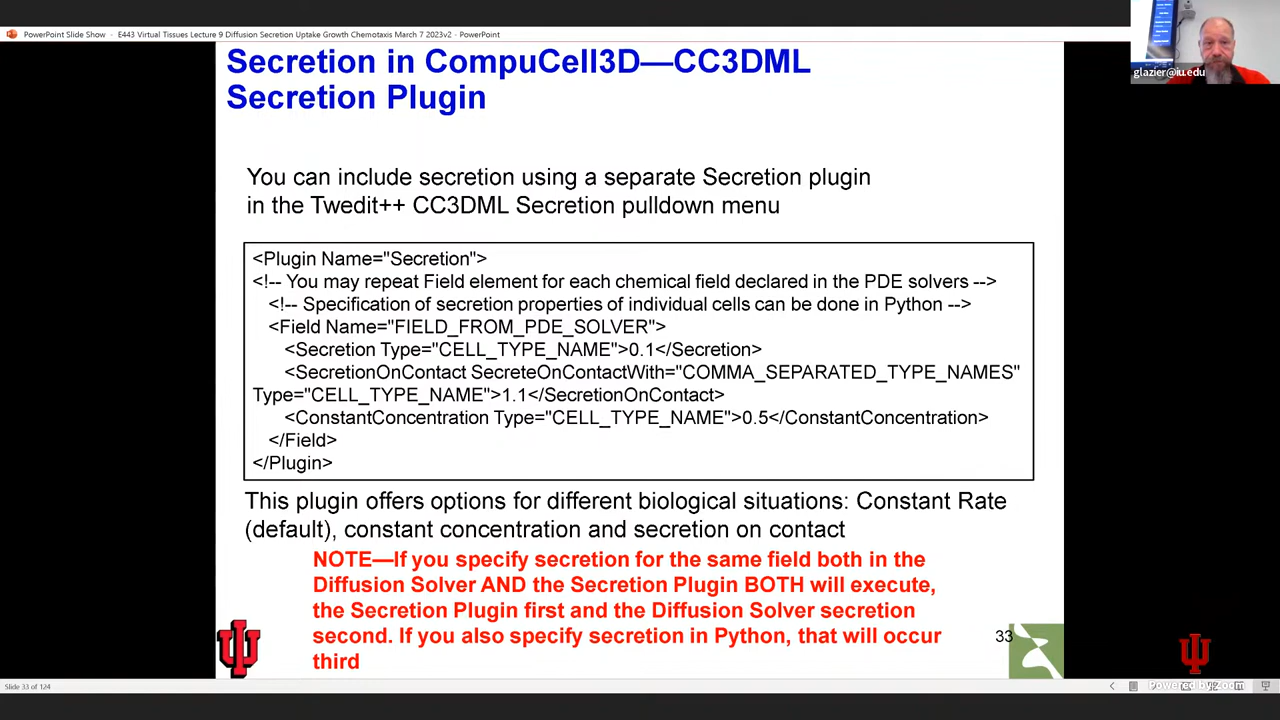 PowerPoint Slide Show - E443 Virtual Tissues Lecture 9 Diffusion Secretion Uptake Growth Chemotaxis March 7 2023v2 - PowerPoint
glazier@iu.edu
Secretion in CompuCell3D—CC3DML
Secretion Plugin
You can include secretion using a separate Secretion plugin
in the Twedit++ CC3DML Secretion pulldown menu
<Plugin Name="Secretion">
<!-- You may repeat Field element for each chemical field declared in the PDE solvers -->
<!-- Specification of secretion properties of individual cells can be done in Python -->
<Field Name="FIELD_FROM_PDE_SOLVER">
<Secretion Type="CELL_TYPE_NAME">0.1</Secretion>
<SecretionOnContact SecreteOnContactWith="COMMA_SEPARATED_TYPE_NAMES"
Type="CELL_TYPE_NAME">1.1</SecretionOnContact>
<ConstantConcentration Type="CELL_TYPE_NAME">0.5</ConstantConcentration>
</Field>
</Plugin>
This plugin offers options for different biological situations: Constant Rate
(default), constant concentration and secretion on contact
NOTE—If you specify secretion for the same field both in the
Diffusion Solver AND the Secretion Plugin BOTH will execute,
the Secretion Plugin first and the Diffusion Solver secretion
second. If you also specify secretion in Python, that will occur
third
33
Slide 33 of 124
Powered by Zoom